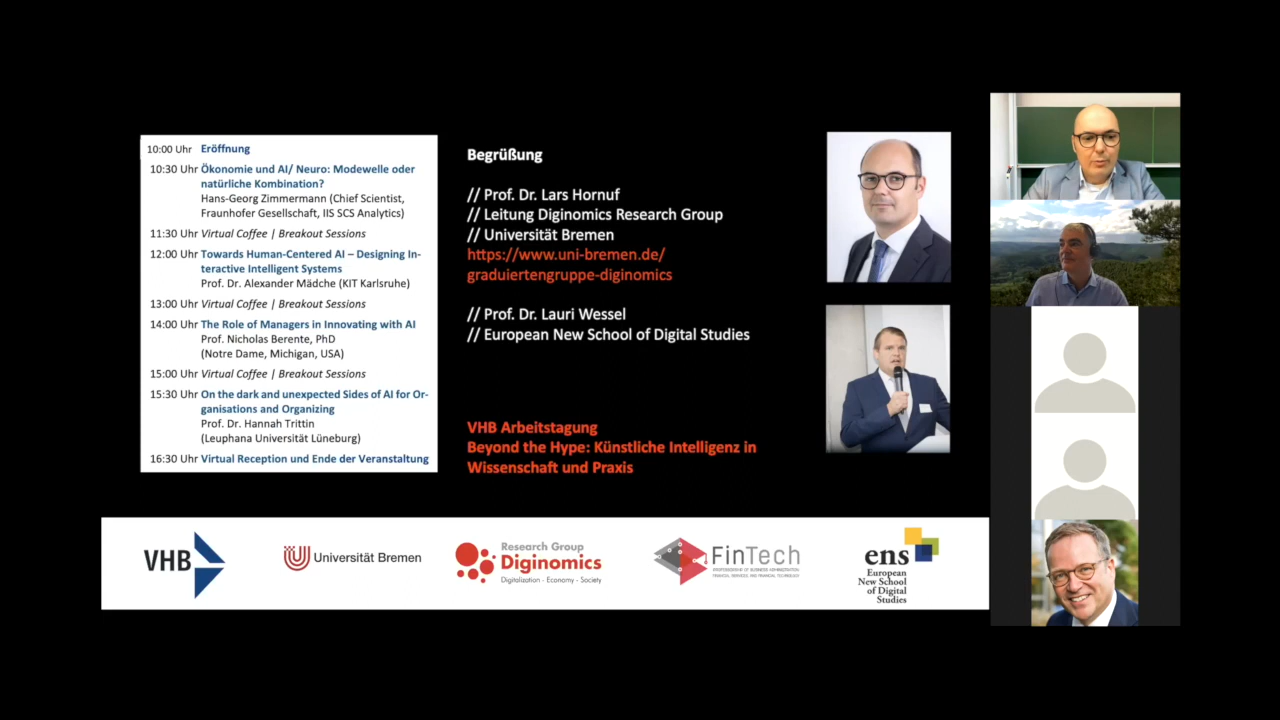 10:00 Uhr Eröffnung
10:30 Uhr Ökonomie und AI/ Neuro: Modewelle oder
natürliche Kombination?
Hans-Georg Zimmermann (Chief Scientist,
Fraunhofer Gesellschaft, IIS SCS Analytics)
11:30 Uhr Virtual Coffee | Breakout Sessions
12:00 Uhr Towards Human-Centered AI – Designing In-
teractive Intelligent Systems
Prof. Dr. Alexander Mädche (KIT Karlsruhe)
13:00 Uhr Virtual Coffee | Breakout Sessions
14:00 Uhr The Role of Managers in Innovating with AI
Prof. Nicholas Berente, PhD
(Notre Dame, Michigan, USA)
15:00 Uhr Virtual Coffee | Breakout Sessions
15:30 Uhr On the dark and unexpected Sides of AI for Or-
ganisations and Organizing
Prof. Dr. Hannah Trittin
(Leuphana Universität Lüneburg)
16:30 Uhr Virtual Reception und Ende der Veranstaltung
Begrüßung
// Prof. Dr. Lars Hornuf
// Leitung Diginomics Research Group
// Universität Bremen
https://www.uni-bremen.de/
graduiertengruppe-diginomics
// Prof. Dr. Lauri Wessel
// European New School of Digital Studies
VHB Arbeitstagung
Beyond the Hype: Künstliche Intelligenz in
Wissenschaft und Praxis
VHB
Universität Bremen
Research Group
Diginomics
Digitalization - Economy - Society
FinTech
PROFESSORSHIP OF BUSINESS ADMINISTRATION
FINANCIAL SERVICES AND FINANCIAL TECHNOLOGY
ens
European
New School
of Digital
Studies